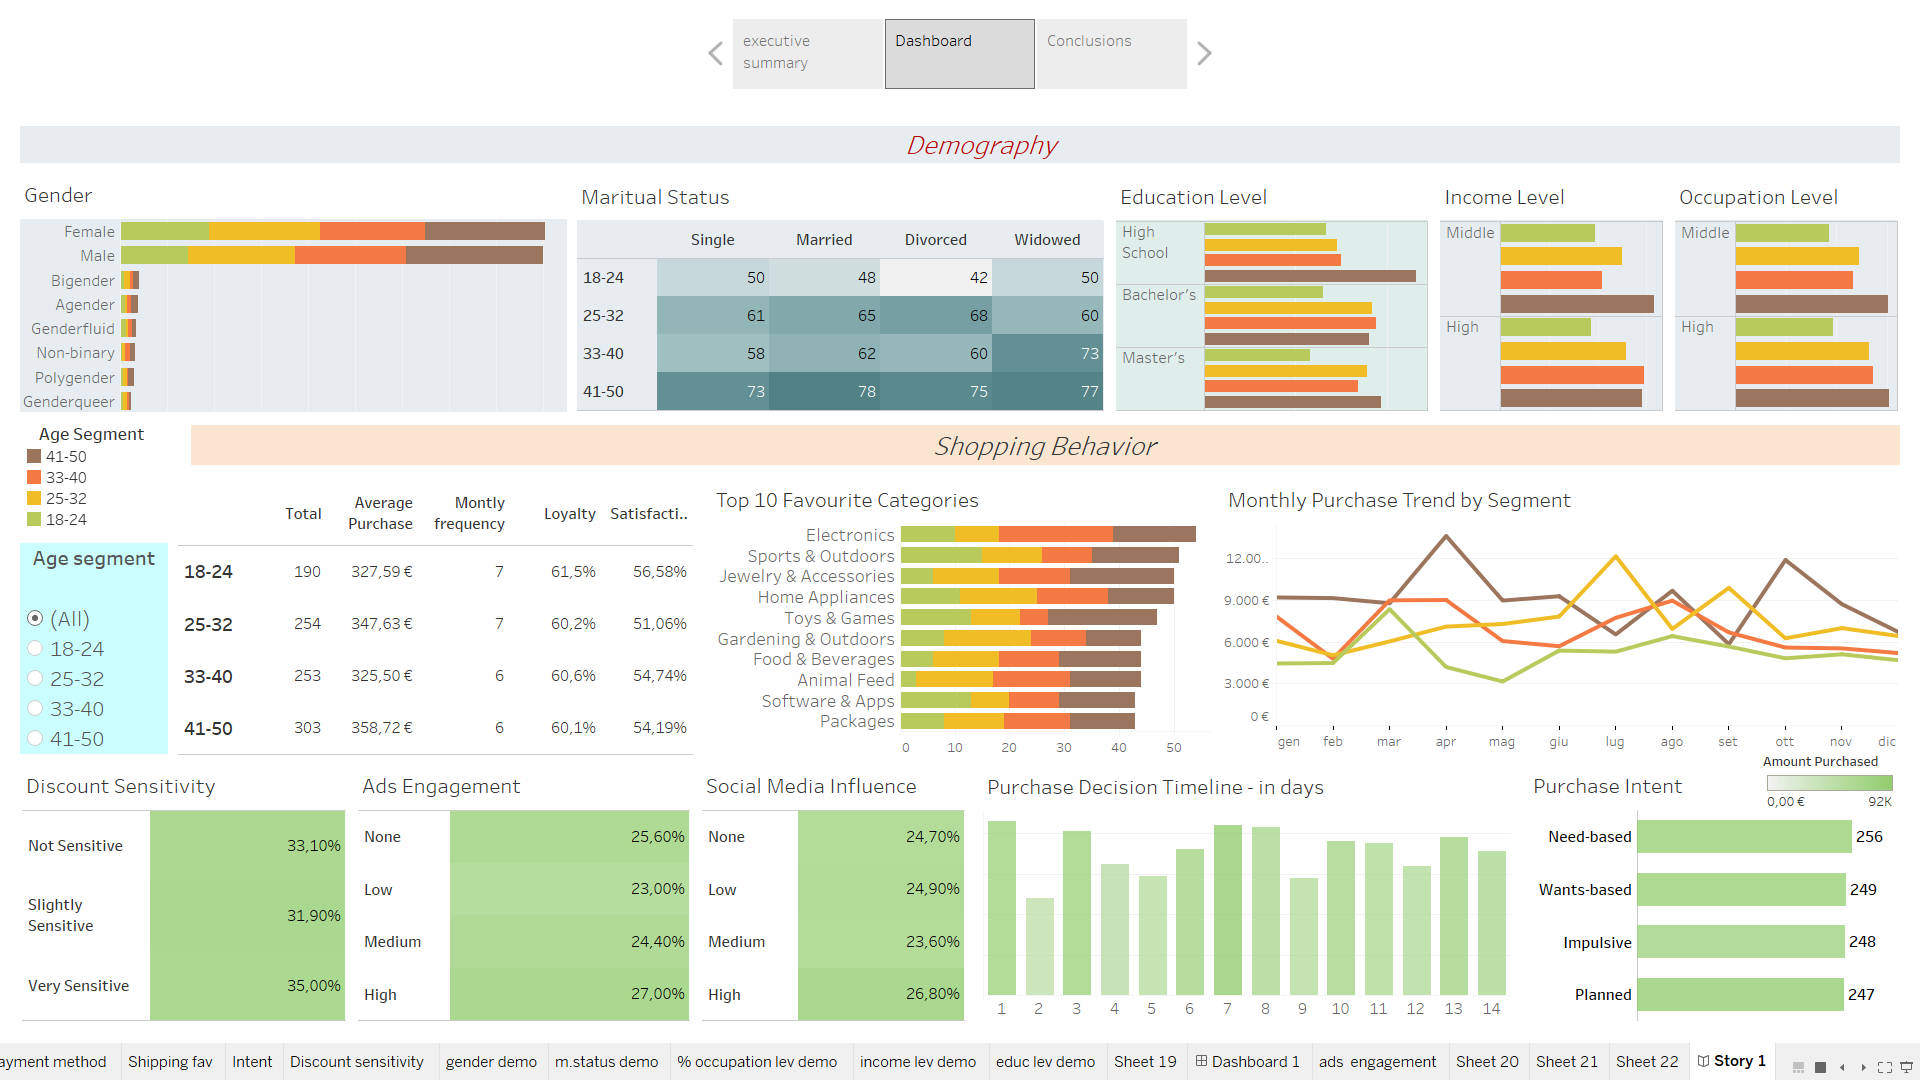 executive
summary
Dashboard
Conclusions
Demography
Gender
Female
Male
Bigender
Agender
Genderfluid
Non-binary
Polygender
Genderqueer
Maritual Status
Single Married Divorced Widowed
18-24 50 48 42 50
25-32 61 65 68 60
33-40 58 62 60 73
41-50 73 78 75 77
Education Level
High
School
Bachelor's
Master's
Income Level
Middle
High
Occupation Level
Middle
High
Age Segment
41-50
33-40
25-32
18-24
Age segment
(All)
18-24
25-32
33-40
41-50
Shopping Behavior
Total Average Purchase Montly frequency Loyalty Satisfacti..
18-24 190 327,59 € 7 61,5% 56,58%
25-32 254 347,63 € 7 60,2% 51,06%
33-40 253 325,50 € 6 60,6% 54,74%
41-50 303 358,72 € 6 60,1% 54,19%
Top 10 Favourite Categories
Electronics
Sports & Outdoors
Jewelry & Accessories
Home Appliances
Toys & Games
Gardening & Outdoors
Food & Beverages
Animal Feed
Software & Apps
Packages
0 10 20 30 40 50
Monthly Purchase Trend by Segment
12.00..
9.000 €
6.000 €
3.000 €
0 €
gen feb mar apr mag giu lug ago set ott nov dic
Discount Sensitivity
Not Sensitive 33,10%
Slightly
Sensitive 31,90%
Very Sensitive 35,00%
Ads Engagement
None 25,60%
Low 23,00%
Medium 24,40%
High 27,00%
Social Media Influence
None 24,70%
Low 24,90%
Medium 23,60%
High 26,80%
Purchase Decision Timeline - in days
1 2 3 4 5 6 7 8 9 10 11 12 13 14
Amount Purchased
0,00 € 92K
Purchase Intent
Need-based 256
Wants-based 249
Impulsive 248
Planned 247
ayment method Shipping fav Intent Discount sensitivity gender demo m.status demo % occupation lev demo income lev demo educ lev demo Sheet 19 Dashboard 1 ads engagement Sheet 20 Sheet 21 Sheet 22 Story 1